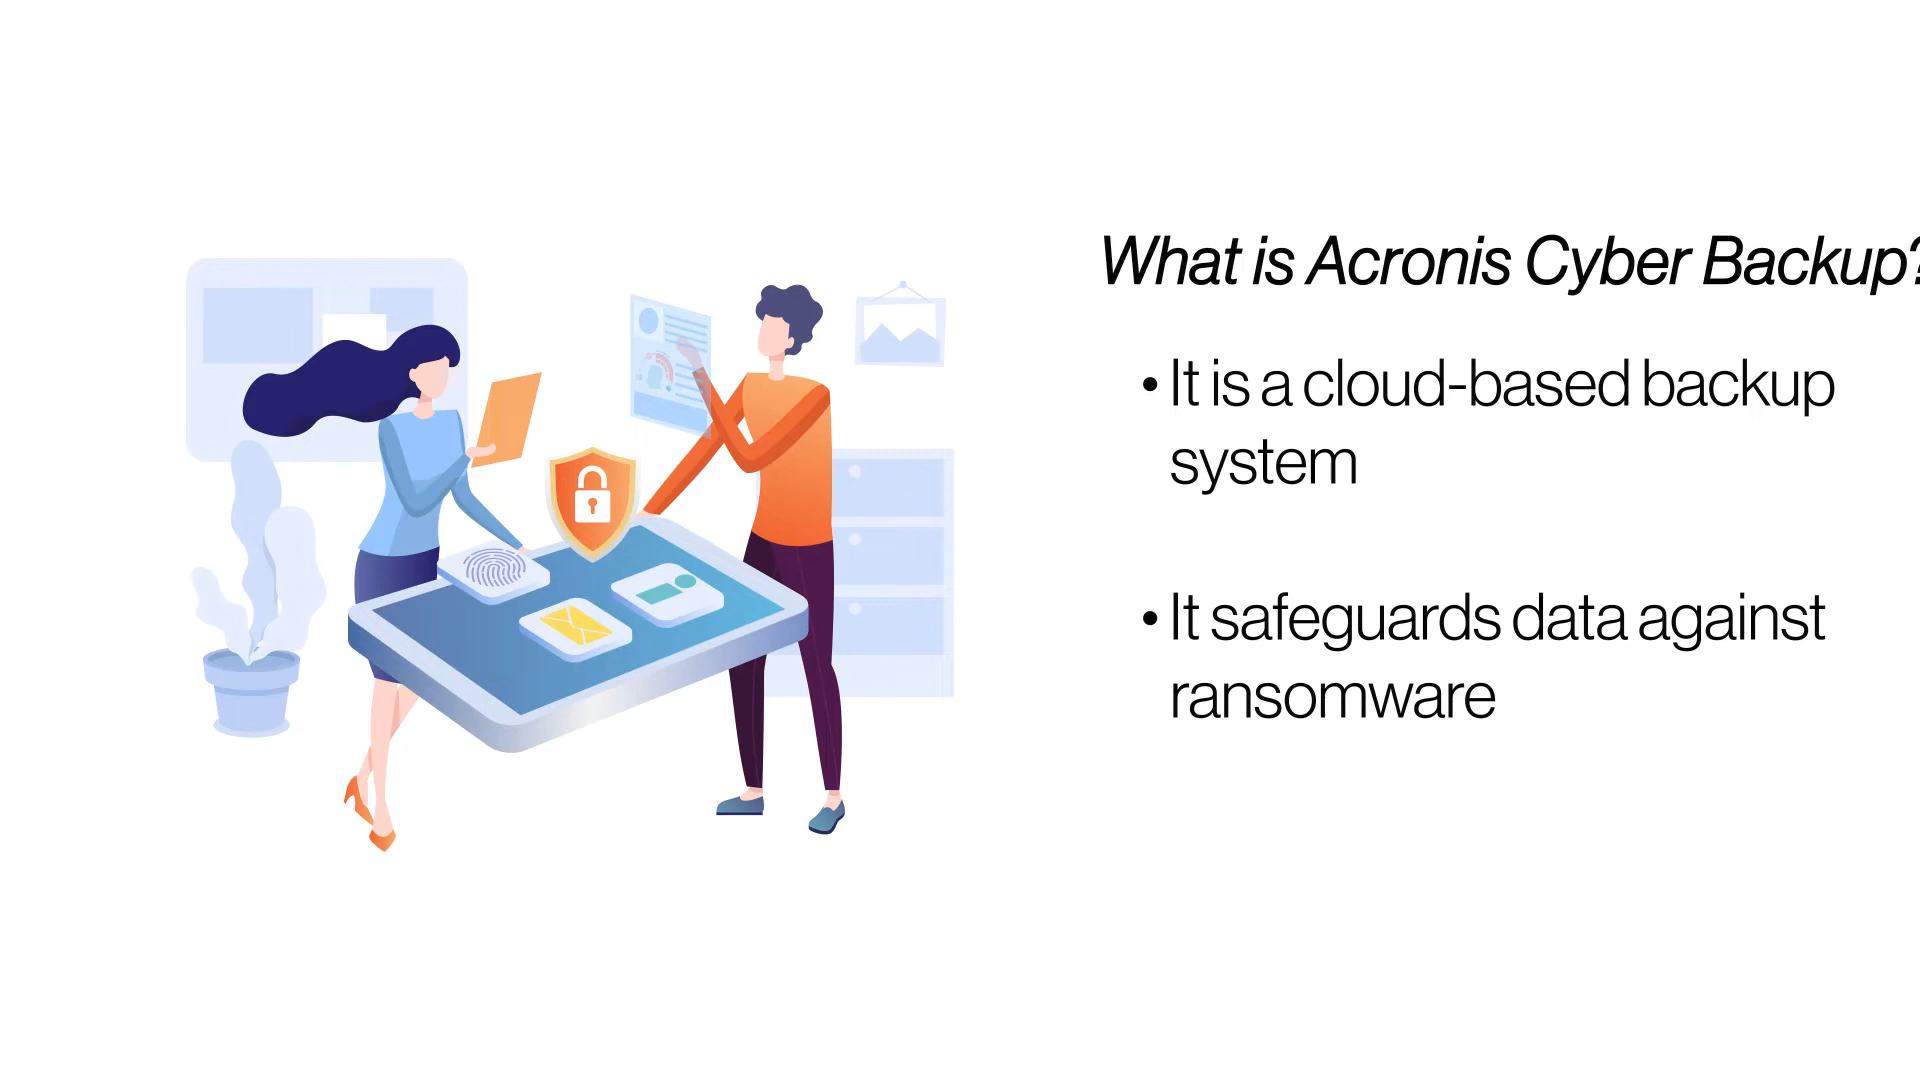 What is Acronis Cyber Backup?
• It is a cloud-based backup
system
• It safeguards data against
ransomware